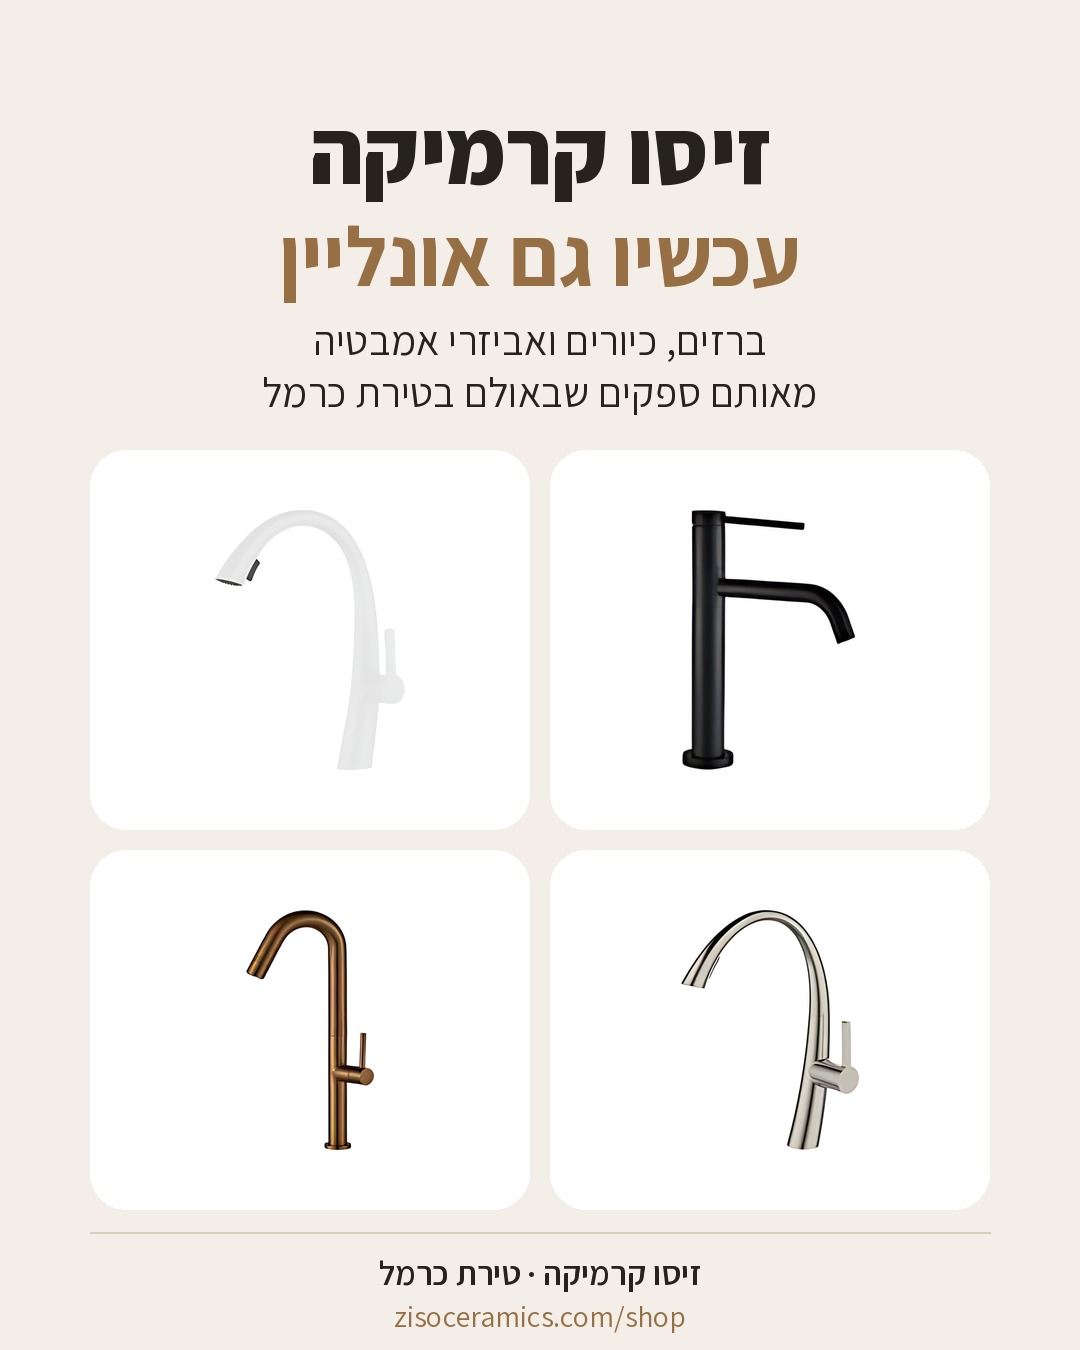 זיסו קרמיקה
עכשיו גם אונליין
ברזים, כיורים ואביזרי אמבטיה
מאותם ספקים שבאולם בטירת כרמל
זיסו קרמיקה · טירת כרמל
zisoceramics.com/shop